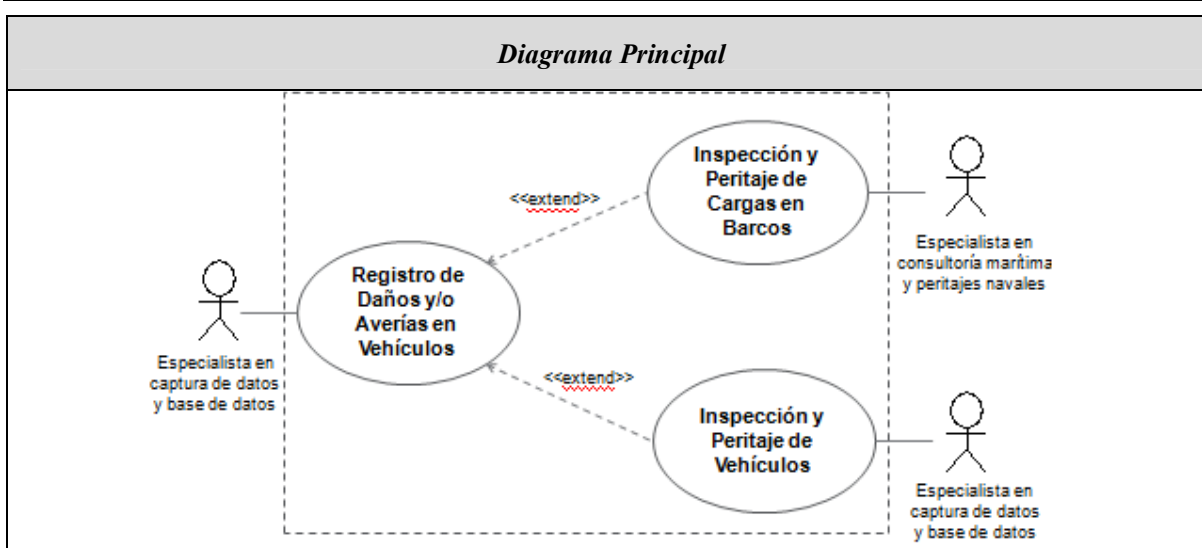 Diagrama Principal
Inspección y
Peritaje de
Cargas en
Barcos
<<extend>>
Especialista en
consultoría marítima
y peritajes navales
Registro de
Daños y/o
Averías en
Vehículos
Especialista en
captura de datos
y base de datos
<<extend>>
Inspección y
Peritaje de
Vehículos
Especialista en
captura de datos
y base de datos